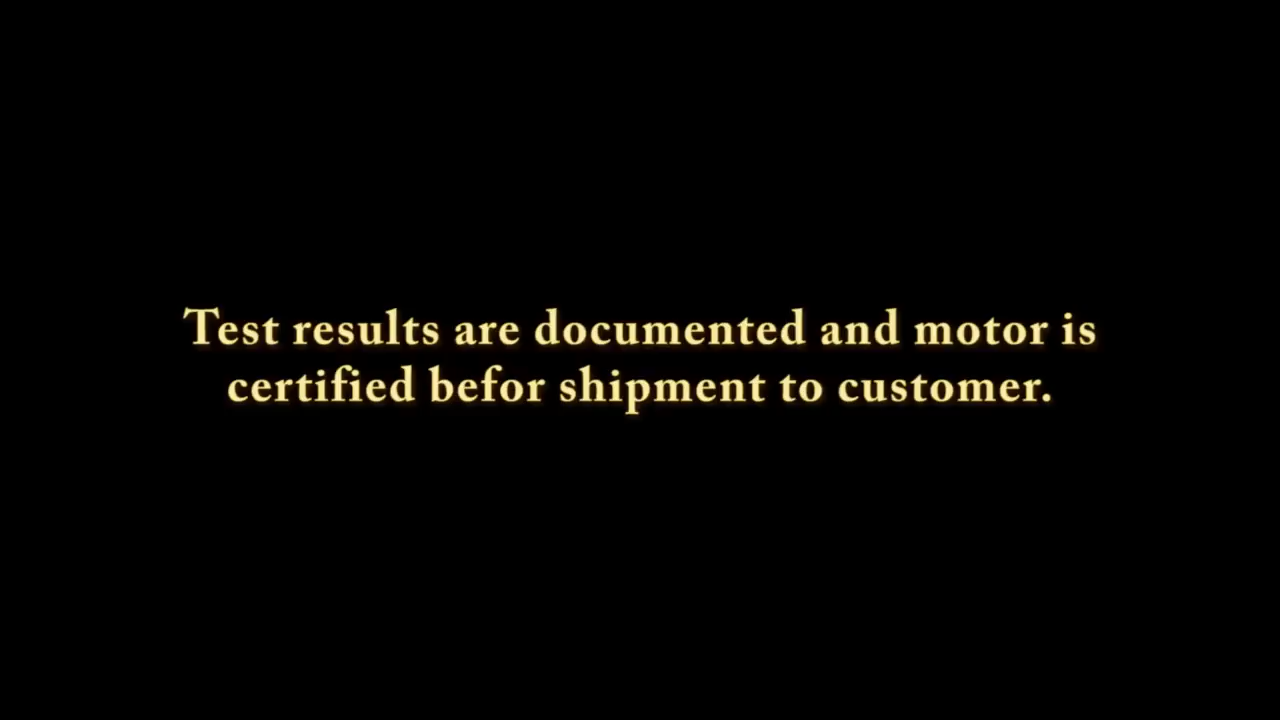 Test results are documented and motor is
certified befor shipment to customer.